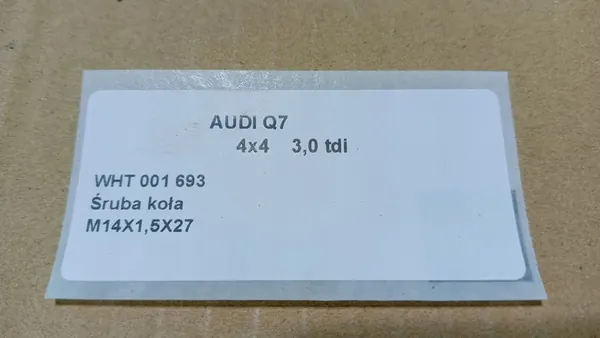 AUDI Q7
4x4 3,0 tdi
WHT 001 693
Śruba koła
M14X1,5X27